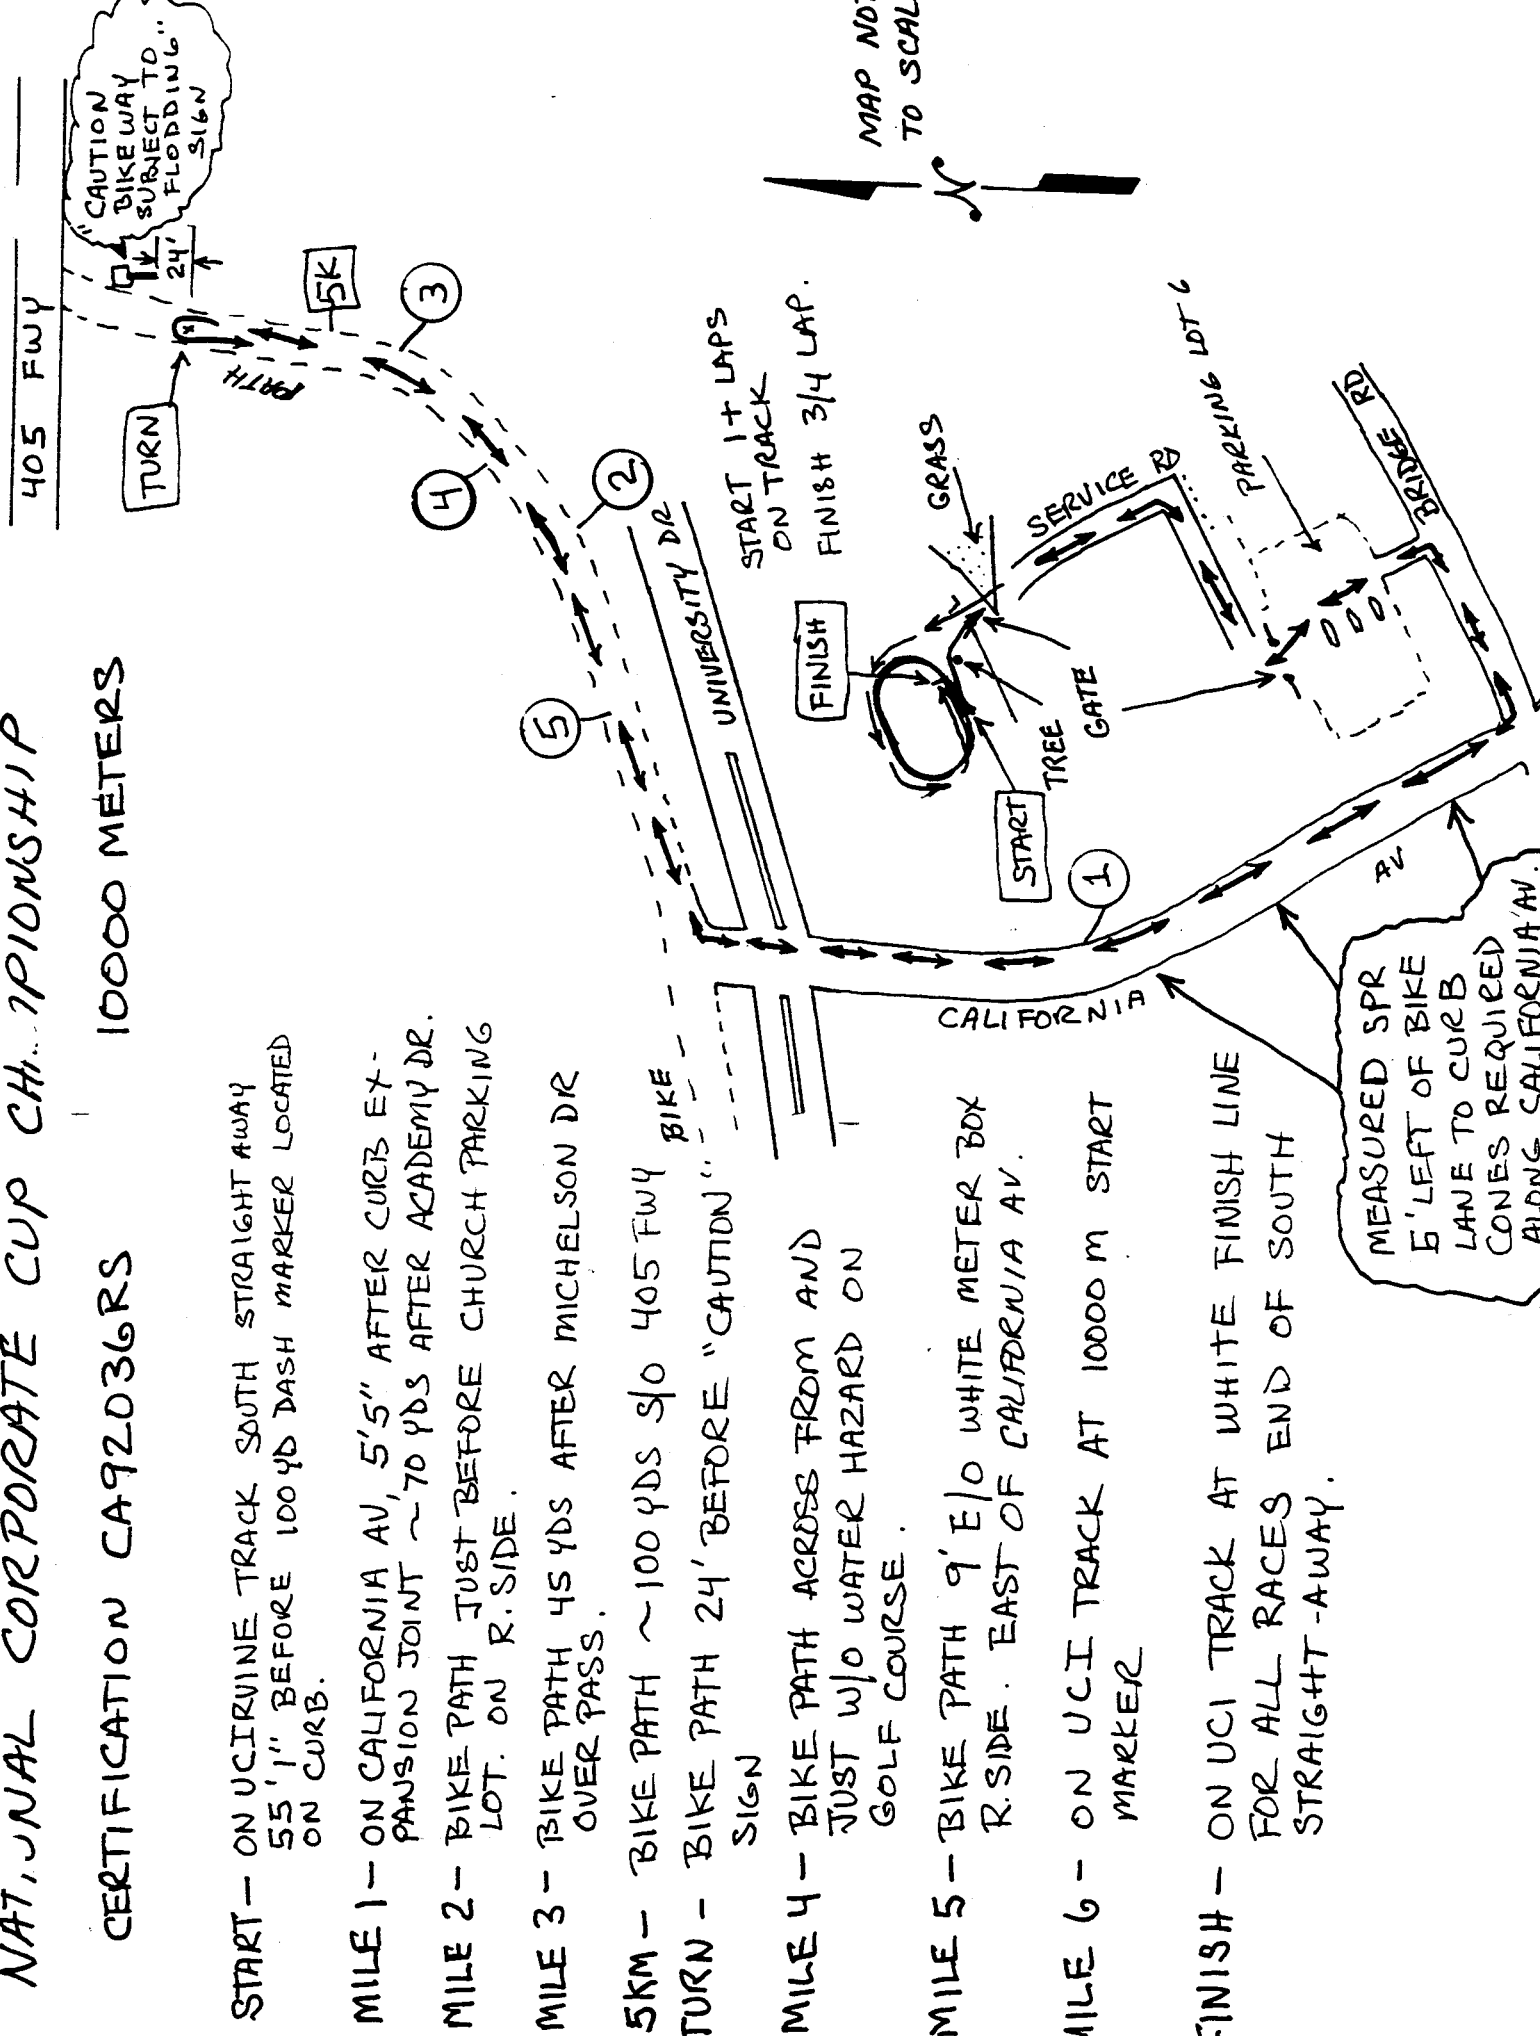 NATIONAL CORPORATE CUP CH...PIONSHIP
CERTIFICATION CA92036RS 10000 METERS
START - ON UCIRVINE TRACK SOUTH STRAIGHT AWAY
55'1" BEFORE 100 YD DASH MARKER LOCATED
ON CURB.
MILE 1 - ON CALIFORNIA AV, 5'5" AFTER CURB EX-
PANSION JOINT ~70 YDS AFTER ACADEMY DR.
MILE 2 - BIKE PATH JUST BEFORE CHURCH PARKING
LOT. ON R. SIDE.
MILE 3 - BIKE PATH 45 YDS AFTER MICHELSON DR
OVER PASS.
5KM - BIKE PATH ~100 YDS S/O 405 FWY
TURN - BIKE PATH 24' BEFORE "CAUTION"
SIGN
MILE 4 - BIKE PATH ACROSS FROM AND
JUST W/O WATER HAZARD ON
GOLF COURSE.
MILE 5 - BIKE PATH 9' E/O WHITE METER BOX
R. SIDE. EAST OF CALIFORNIA AV.
MILE 6 - ON UCI TRACK AT 10000 M START
MARKER
FINISH - ON UCI TRACK AT WHITE FINISH LINE
FOR ALL RACES END OF SOUTH
STRAIGHT-AWAY.
405 FWY
"CAUTION
BIKEWAY
SUBJECT TO
FLODDING"
SIGN
24'
TURN
PATH
5K
3
4
2
5
UNIVERSITY DR
BIKE
START 1+ LAPS
ON TRACK
FINISH 3/4 LAP.
MAP NOT
TO SCAL
N
FINISH
GRASS
SERVICE RD
PARKING LOT 6
BRIDGE RD
GATE
TREE
START
1
CALIFORNIA
AV
MEASURED SPR
5' LEFT OF BIKE
LANE TO CURB
CONES REQUIRED
ALONG CALIFORNIA AV.